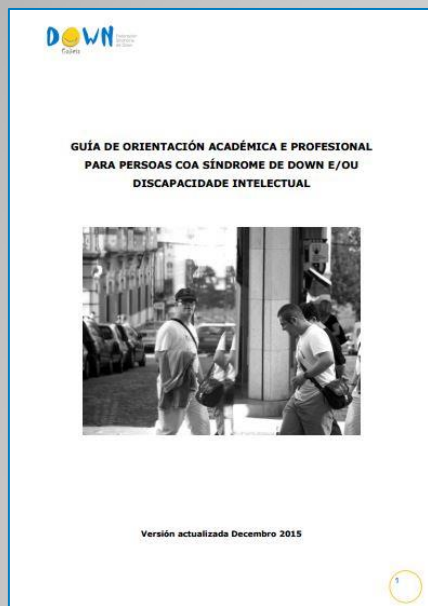 DOWN
Galicia
GUÍA DE ORIENTACIÓN ACADÉMICA E PROFESIONAL
PARA PERSOAS COA SÍNDROME DE DOWN E/OU
DISCAPACIDADE INTELECTUAL
Versión actualizada Decembro 2015
1